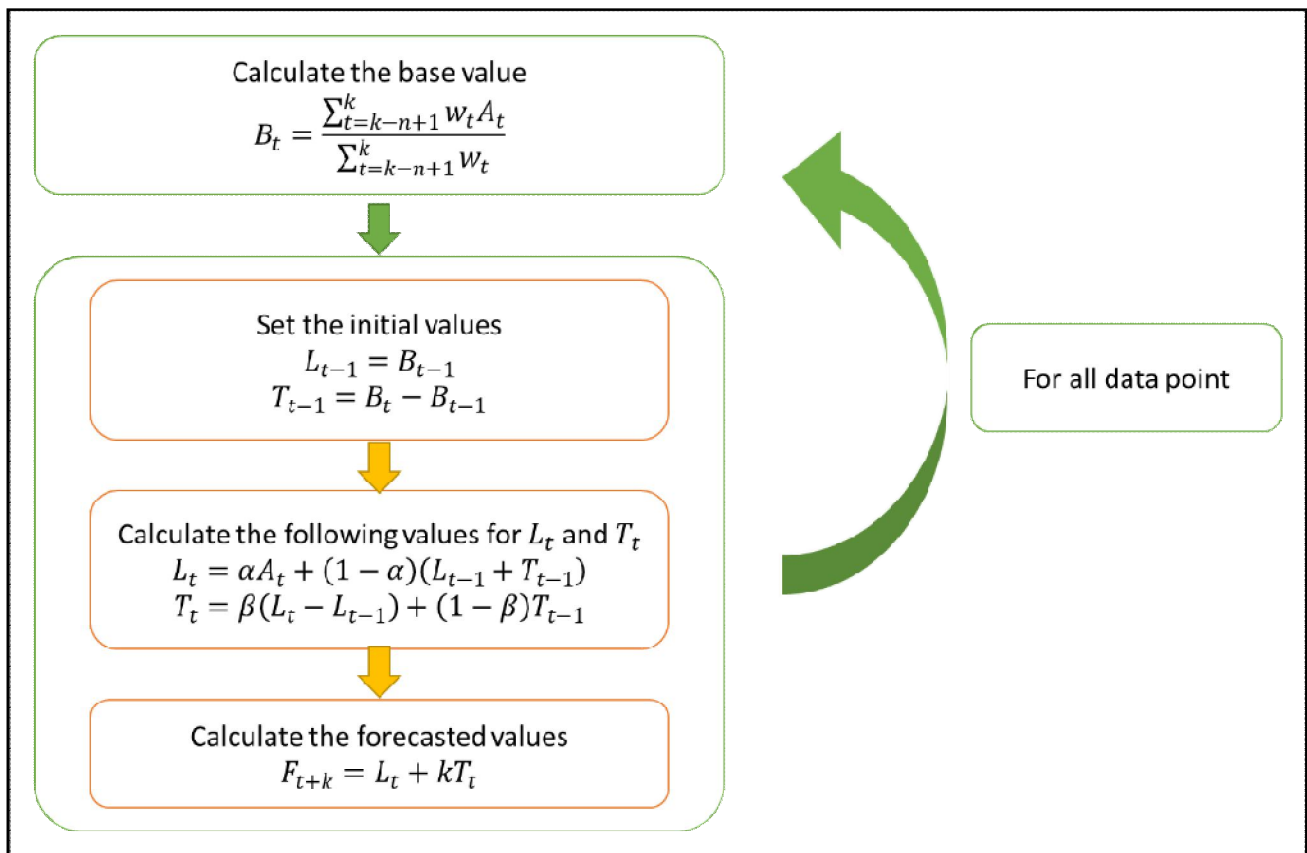 Calculate the base value
$B_t = \frac{\sum_{t=k-n+1}^{k} w_t A_t}{\sum_{t=k-n+1}^{k} w_t}$
Set the initial values
$L_{t-1} = B_{t-1}$
$T_{t-1} = B_t - B_{t-1}$
For all data point
Calculate the following values for $L_t$ and $T_t$
$L_t = \alpha A_t + (1 - \alpha)(L_{t-1} + T_{t-1})$
$T_t = \beta(L_t - L_{t-1}) + (1 - \beta)T_{t-1}$
Calculate the forecasted values
$F_{t+k} = L_t + kT_t$